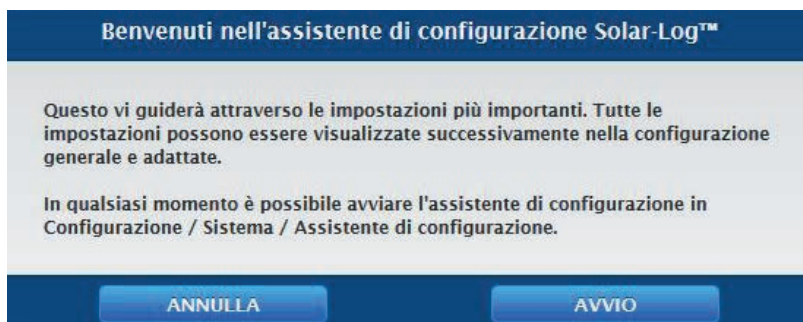 Benvenuti nell'assistente di configurazione Solar-Log™
Questo vi guiderà attraverso le impostazioni più importanti. Tutte le
impostazioni possono essere visualizzate successivamente nella configurazione
generale e adattate.
In qualsiasi momento è possibile avviare l'assistente di configurazione in
Configurazione / Sistema / Assistente di configurazione.
ANNULLA
AVVIO